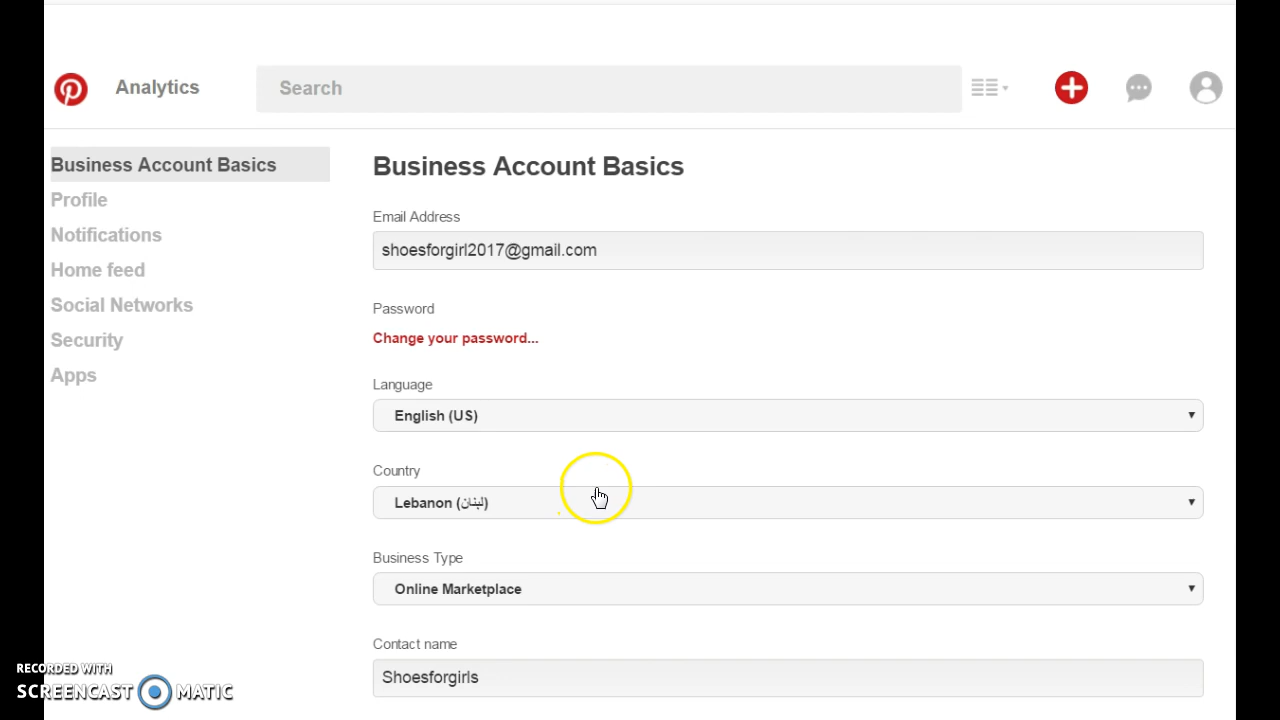 Analytics
Search
Business Account Basics
Profile
Notifications
Home feed
Social Networks
Security
Apps
Business Account Basics
Email Address
shoesforgirl2017@gmail.com
Password
Change your password...
Language
English (US)
Country
Lebanon (لبنان)
Business Type
Online Marketplace
Contact name
Shoesforgirls
RECORDED WITH
SCREENCAST MATIC